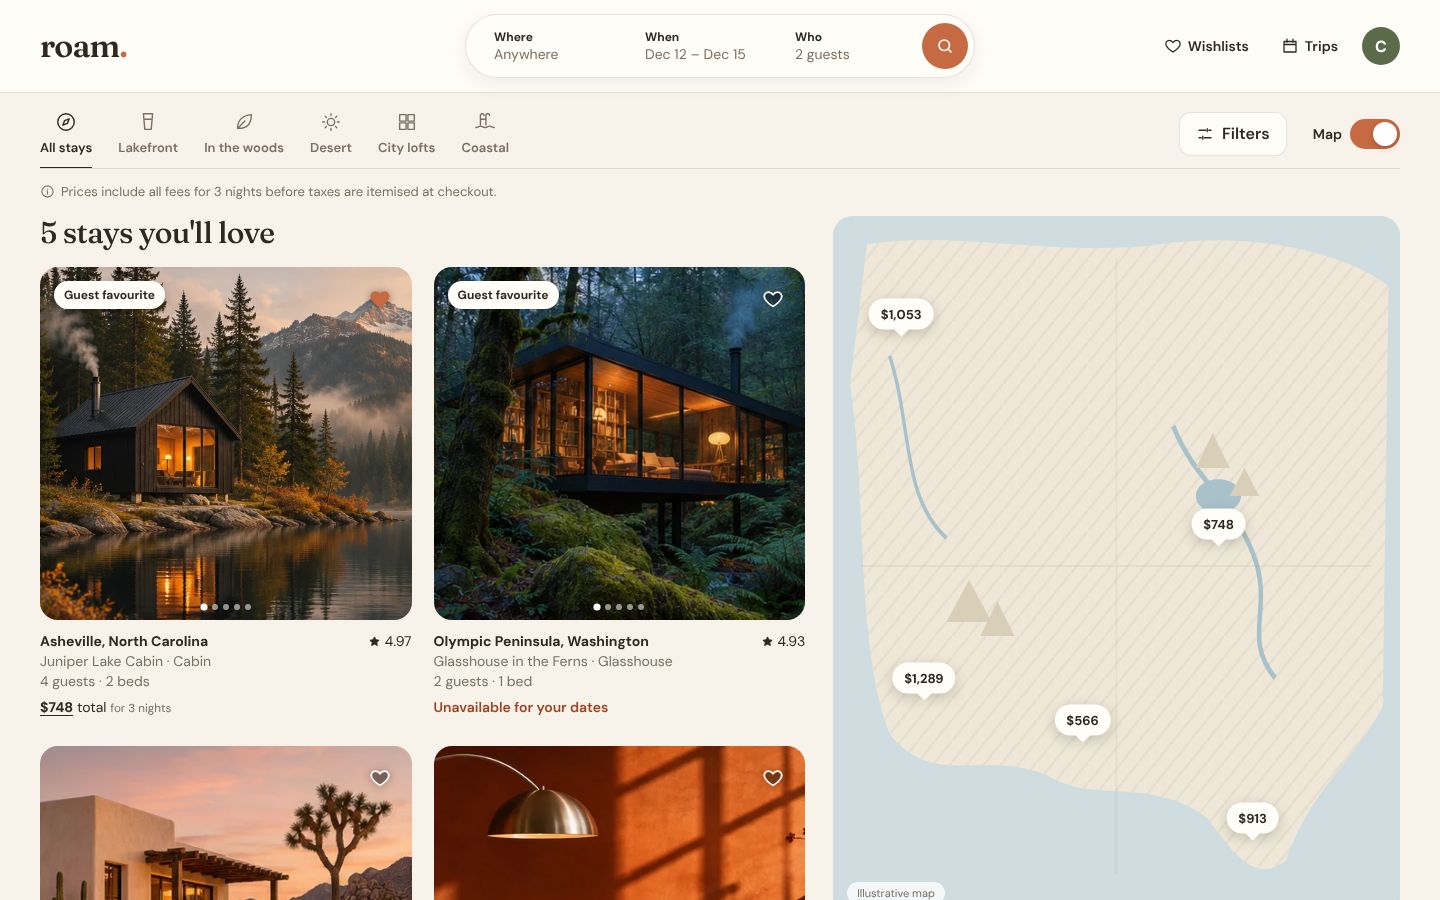 roam.
Where
Anywhere
When
Dec 12 – Dec 15
Who
2 guests
Wishlists
Trips
C
All stays
Lakefront
In the woods
Desert
City lofts
Coastal
Filters
Map
Prices include all fees for 3 nights before taxes are itemised at checkout.
5 stays you'll love
Guest favourite
Guest favourite
Asheville, North Carolina
4.97
Juniper Lake Cabin · Cabin
4 guests · 2 beds
$748 total for 3 nights
Olympic Peninsula, Washington
4.93
Glasshouse in the Ferns · Glasshouse
2 guests · 1 bed
Unavailable for your dates
$1,053
$748
$1,289
$566
$913
Illustrative map